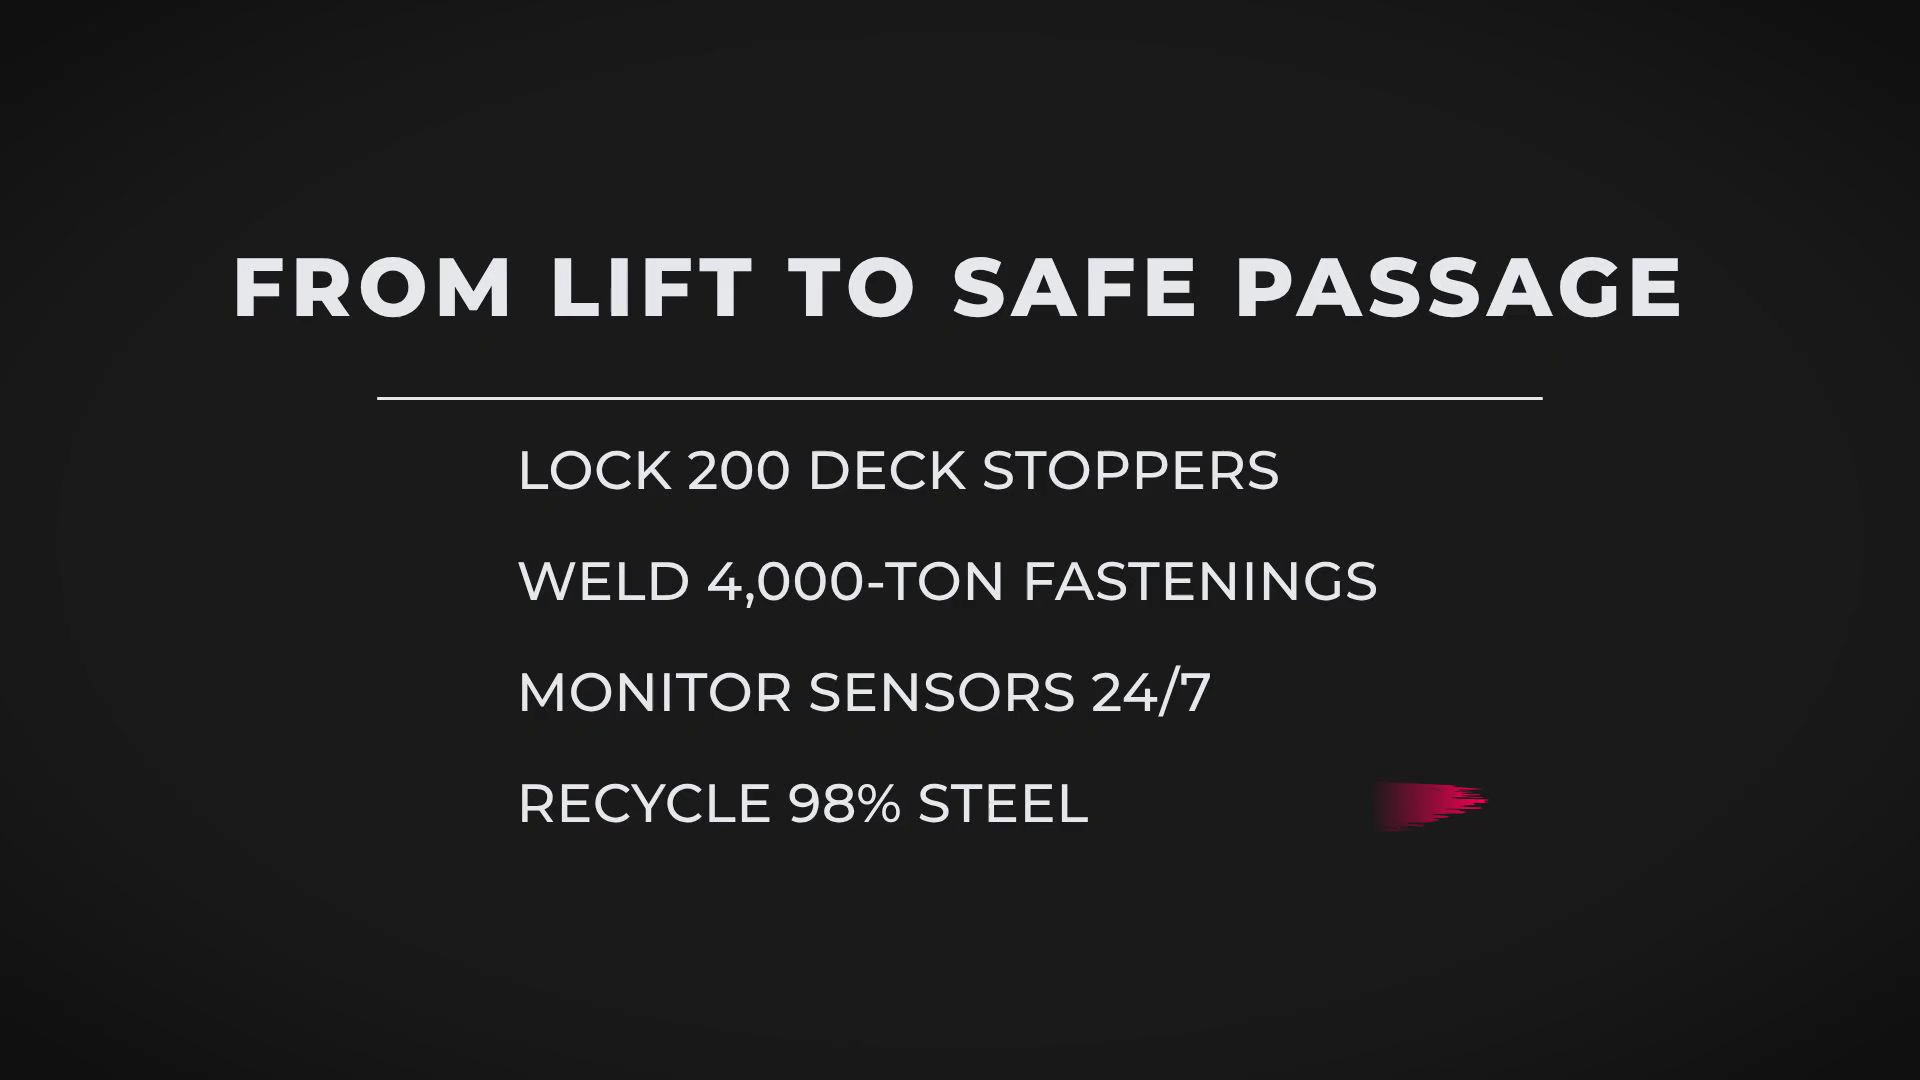 FROM LIFT TO SAFE PASSAGE
LOCK 200 DECK STOPPERS
WELD 4,000-TON FASTENINGS
MONITOR SENSORS 24/7
RECYCLE 98% STEEL